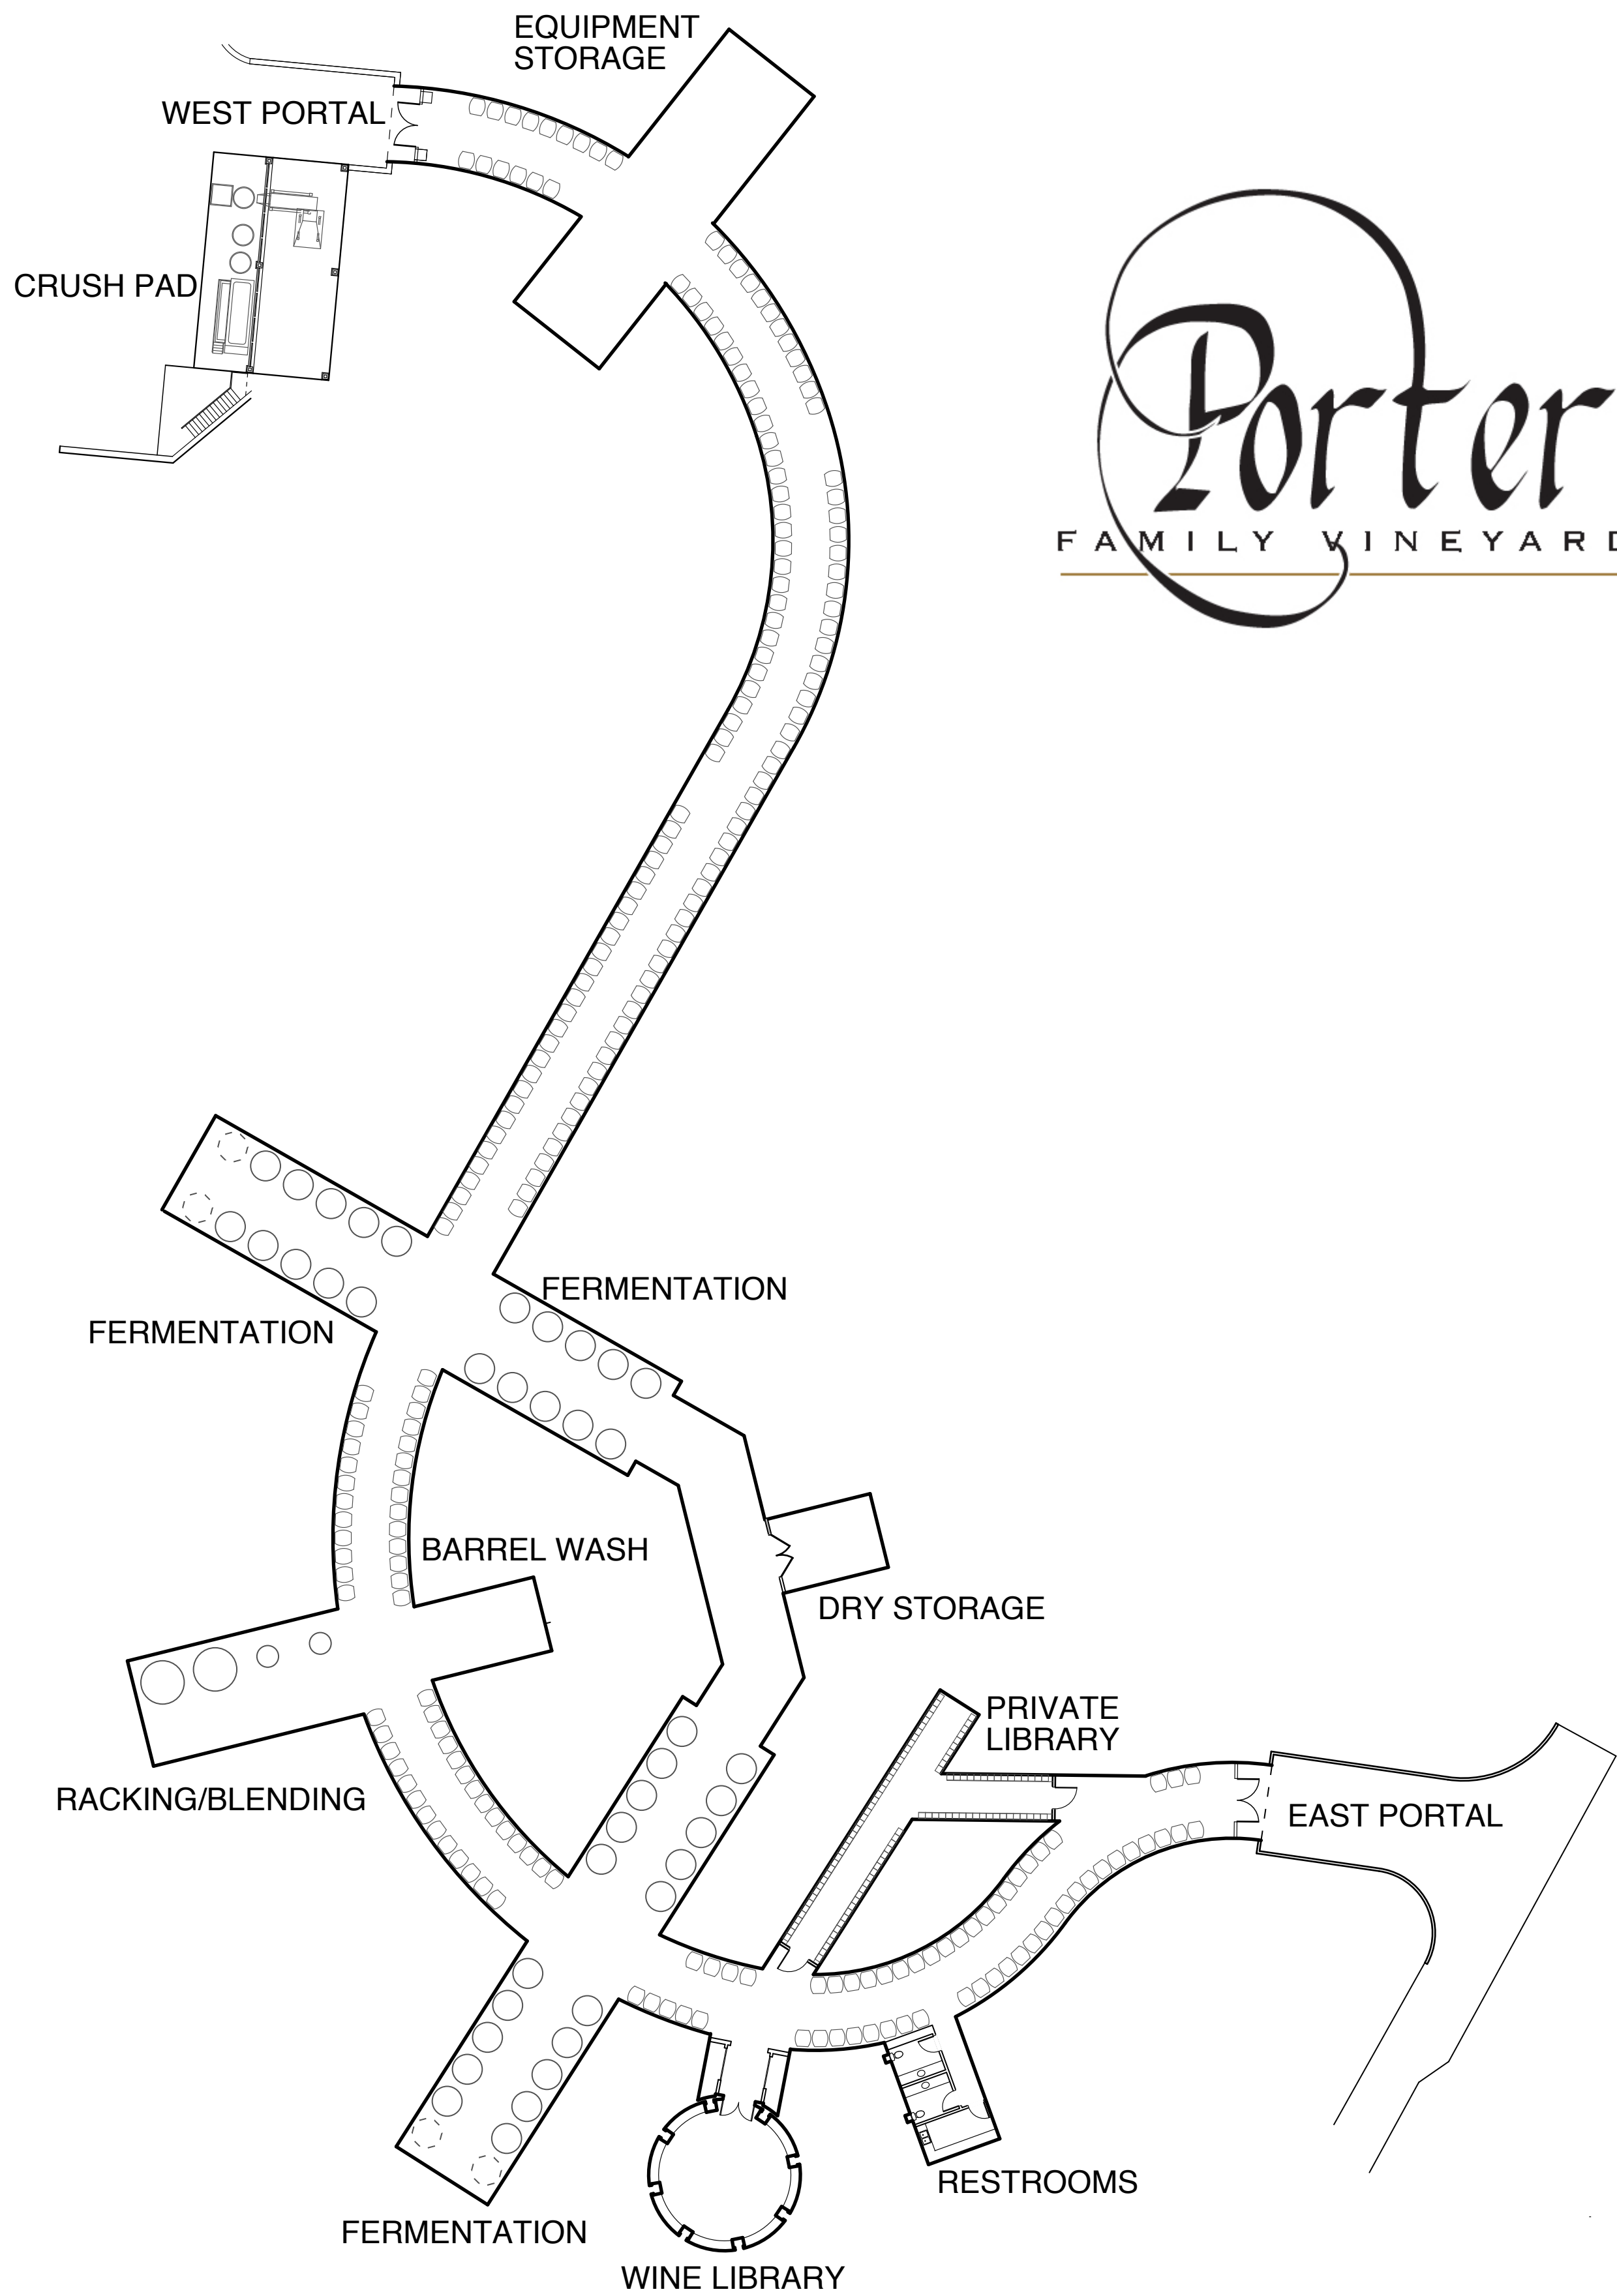 EQUIPMENT
STORAGE
WEST PORTAL
CRUSH PAD
Porter
FAMILY VINEYARD
FERMENTATION
FERMENTATION
BARREL WASH
DRY STORAGE
PRIVATE
LIBRARY
RACKING/BLENDING
EAST PORTAL
RESTROOMS
FERMENTATION
WINE LIBRARY